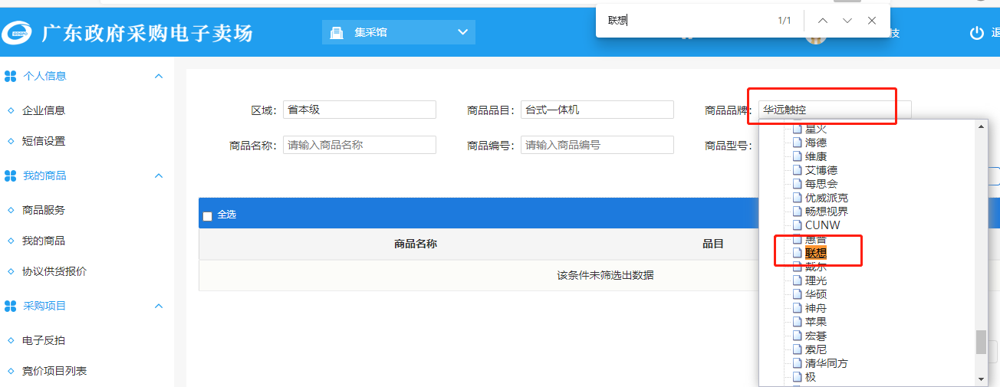 联想 1/1
广东政府采购电子卖场
集采馆
技
退
个人信息
企业信息
短信设置
我的商品
商品服务
我的商品
协议供货报价
采购项目
电子反拍
竟价项目列表
区域： 省本级 商品品目： 台式一体机 商品品牌： 华远触控
商品名称： 请输入商品名称 商品编号： 请输入商品编号 商品型号：
星火
海德
维康
艾博德
每思会
优威派克
畅想视界
CUNW
惠普
联想
戴尔
理光
华硕
神舟
苹果
宏碁
索尼
清华同方
极
全选
商品名称 品目
该条件未筛选出数据